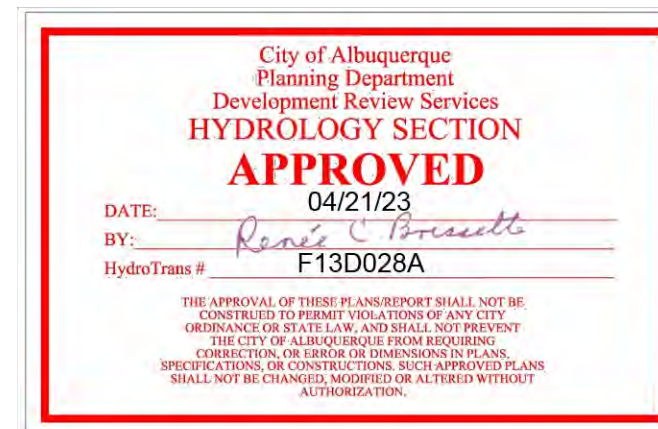 City of Albuquerque
Planning Department
Development Review Services
HYDROLOGY SECTION
APPROVED
DATE: 04/21/23
BY: Renée C Brissette
HydroTrans # F13D028A
THE APPROVAL OF THESE PLANS/REPORT SHALL NOT BE
CONSTRUED TO PERMIT VIOLATIONS OF ANY CITY
ORDINANCE OR STATE LAW, AND SHALL NOT PREVENT
THE CITY OF ALBUQUERQUE FROM REQUIRING
CORRECTION, OR ERROR OR DIMENSIONS IN PLANS,
SPECIFICATIONS, OR CONSTRUCTIONS. SUCH APPROVED PLANS
SHALL NOT BE CHANGED, MODIFIED OR ALTERED WITHOUT
AUTHORIZATION.